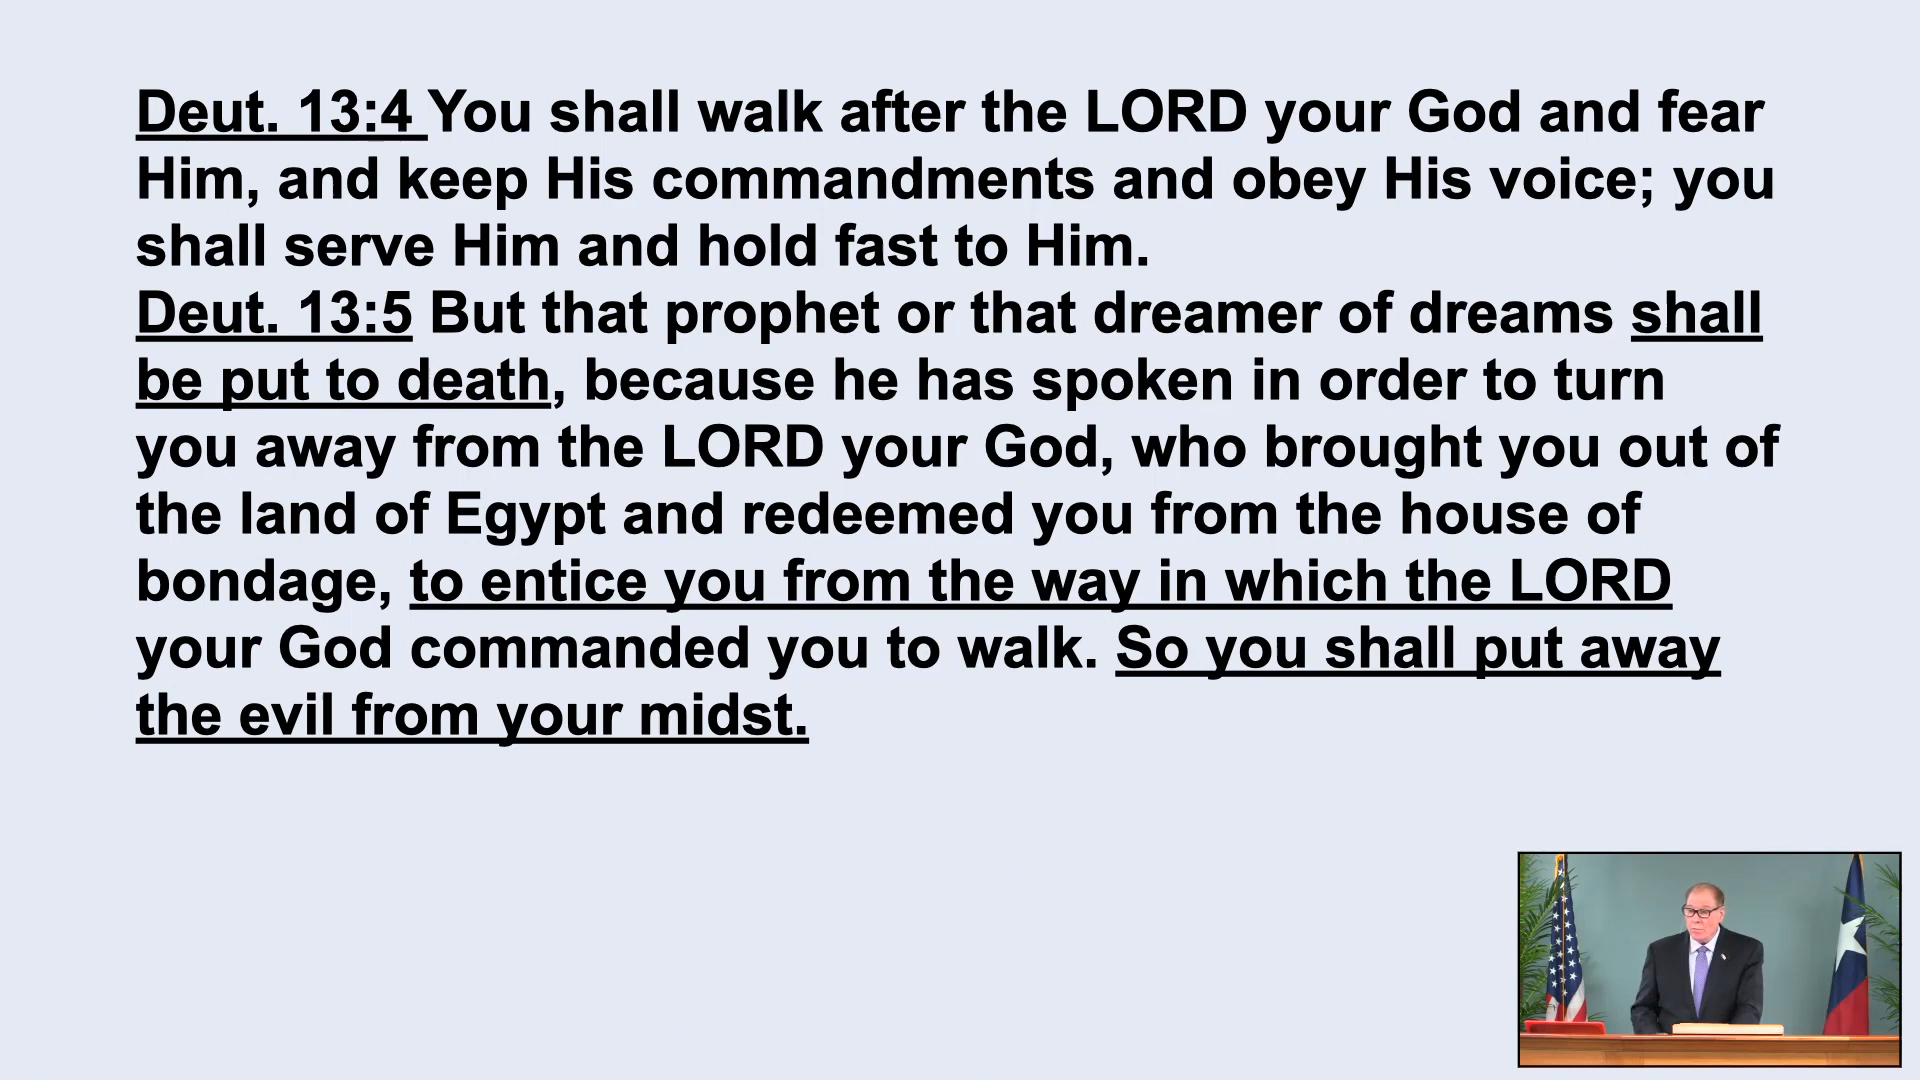 Deut. 13:4 You shall walk after the LORD your God and fear
Him, and keep His commandments and obey His voice; you
shall serve Him and hold fast to Him.
Deut. 13:5 But that prophet or that dreamer of dreams shall
be put to death, because he has spoken in order to turn
you away from the LORD your God, who brought you out of
the land of Egypt and redeemed you from the house of
bondage, to entice you from the way in which the LORD
your God commanded you to walk. So you shall put away
the evil from your midst.